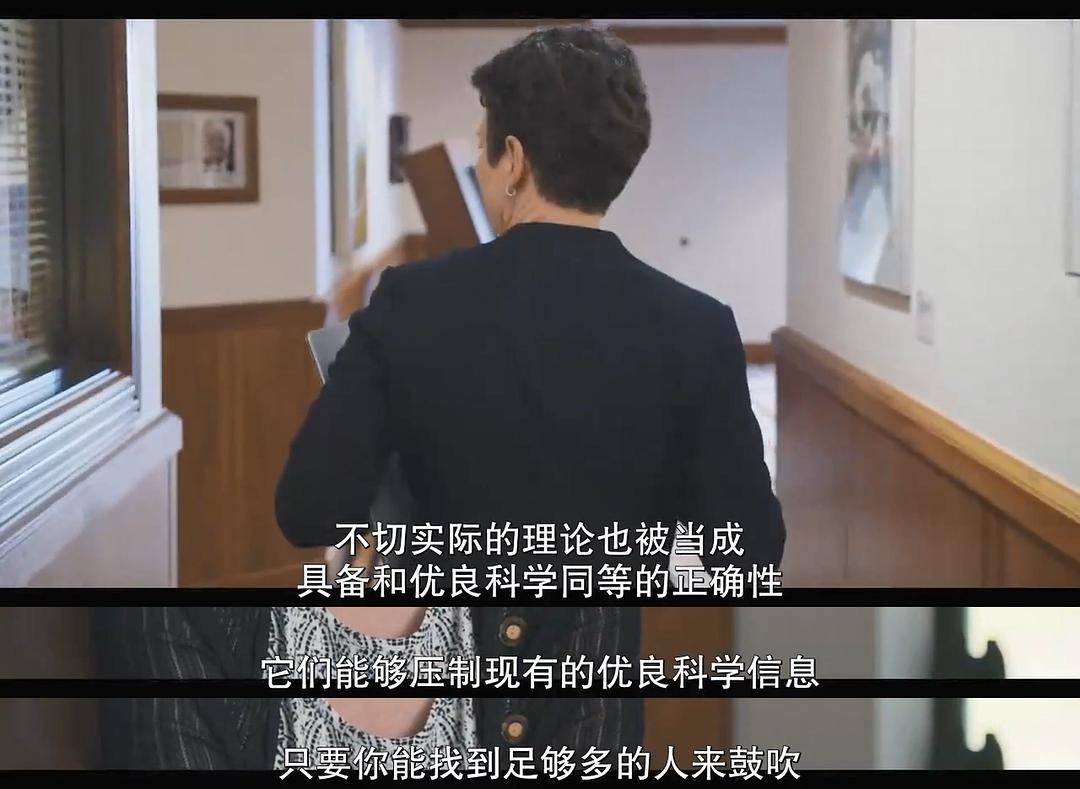 不切实际的理论也被当成
具备和优良科学同等的正确性
它们能够压制现有的优良科学信息
只要你能找到足够多的人来鼓吹